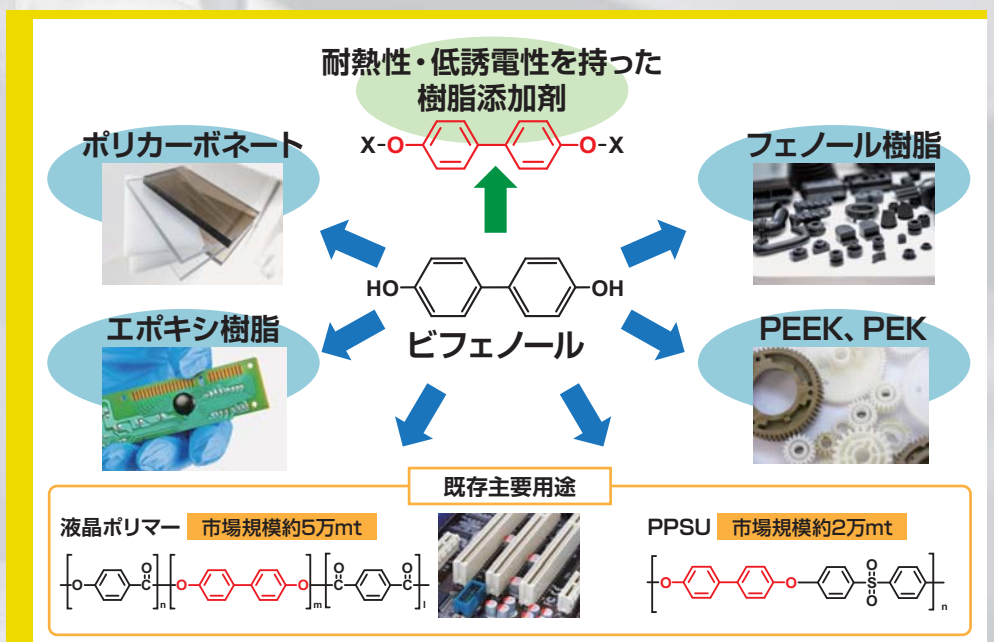 耐熱性・低誘電性を持った
樹脂添加剤
X-O
O-X
ポリカーボネート
フェノール樹脂
HO
OH
ビフェノール
エポキシ樹脂
PEEK、PEK
既存主要用途
液晶ポリマー 市場規模約5万mt
PPSU 市場規模約2万mt
O C O n O O m C O C O l
O O S O O n